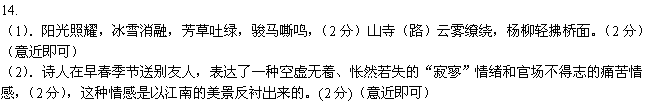 14.
(1). 阳光照耀，冰雪消融，芳草吐绿，骏马嘶鸣，（2 分）山寺（路）云雾缭绕，杨柳轻拂桥面。（2 分）
（意近即可）
(2). 诗人在早春季节送别友人，表达了一种空虚无着、怅然若失的“寂寥”情绪和官场不得志的痛苦情
感，（2 分），这种情感是以江南的美景反衬出来的。(2 分)（意近即可）